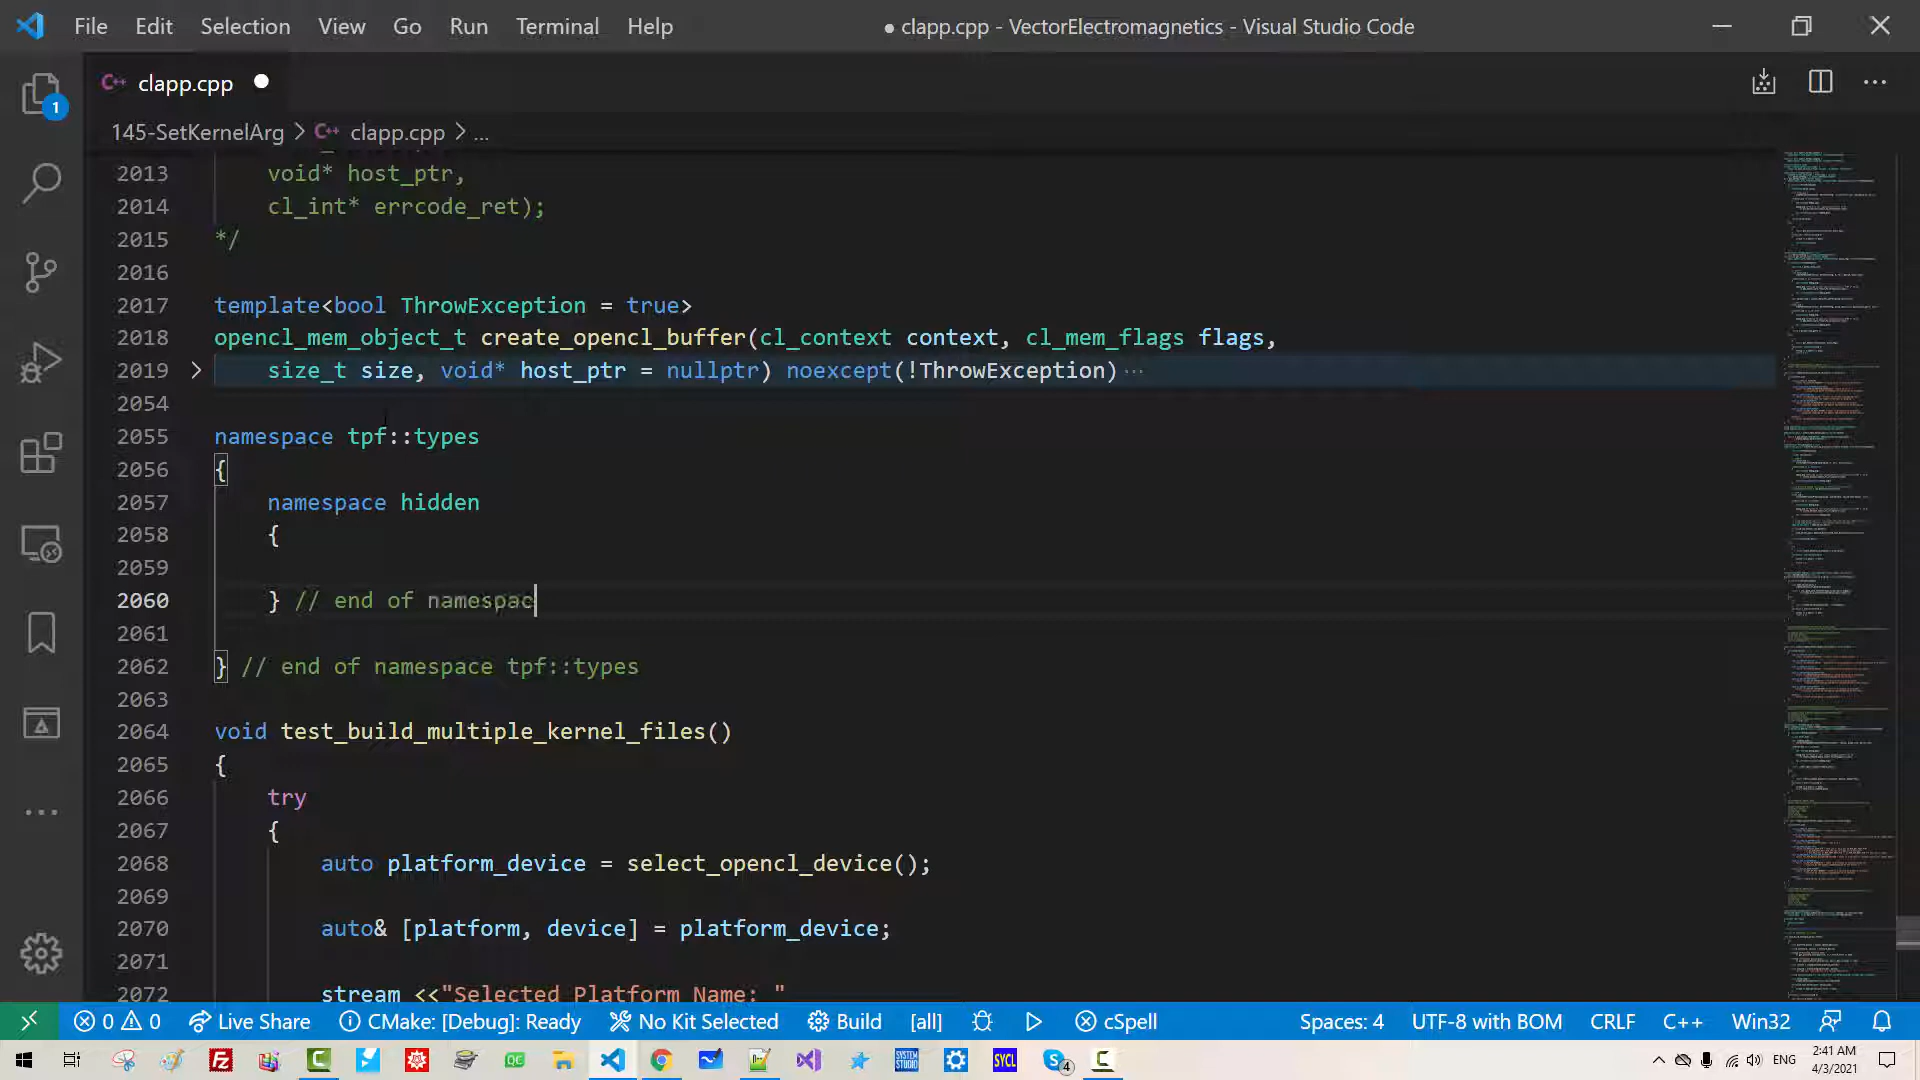 File Edit Selection View Go Run Terminal Help ● clapp.cpp - VectorElectromagnetics - Visual Studio Code
C++ clapp.cpp
145-SetKernelArg > C++ clapp.cpp > ...
2013 void* host_ptr,
2014 cl_int* errcode_ret);
2015 */
2016
2017 template<bool ThrowException = true>
2018 opencl_mem_object_t create_opencl_buffer(cl_context context, cl_mem_flags flags,
2019 size_t size, void* host_ptr = nullptr) noexcept(!ThrowException)···
2054
2055 namespace tpf::types
2056 {
2057 namespace hidden
2058 {
2059
2060 } // end of namespac
2061
2062 } // end of namespace tpf::types
2063
2064 void test_build_multiple_kernel_files()
2065 {
2066 try
2067 {
2068 auto platform_device = select_opencl_device();
2069
2070 auto& [platform, device] = platform_device;
2071
2072 stream <<"Selected Platform Name: "
1
0 0 Live Share CMake: [Debug]: Ready No Kit Selected Build [all] cSpell Spaces: 4 UTF-8 with BOM CRLF C++ Win32
QC SYSTEM STUDIO SYCL 4 ENG 2:41 AM
4/3/2021